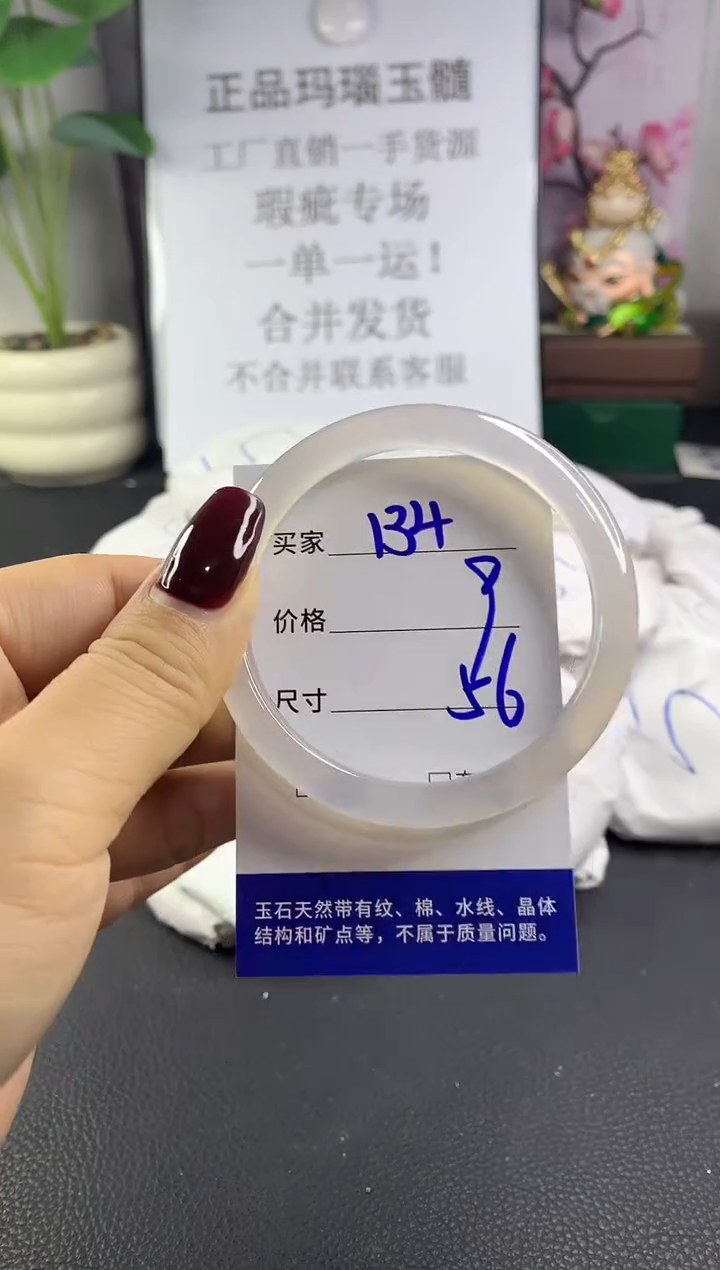 正品玛瑙玉髓
工厂直销一手货源
瑕疵专场
一单一运！
合并发货
不合并联系客服
买家 134
价格
尺寸 56
玉石天然带有纹、棉、水线、晶体
结构和矿点等，不属于质量问题。